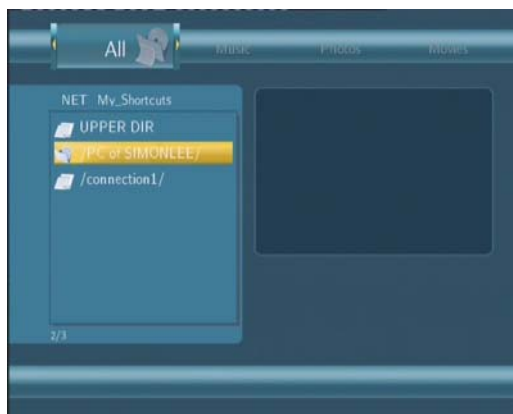 All Music Photos Movies
NET My_Shortcuts
UPPER DIR
/PC of SIMONLEE/
/connection1/
2/3